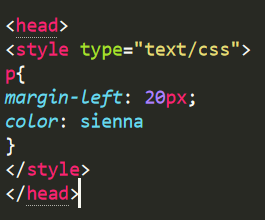 <head>
<style type="text/css">
p{
margin-left: 20px;
color: sienna
}
</style>
</head>